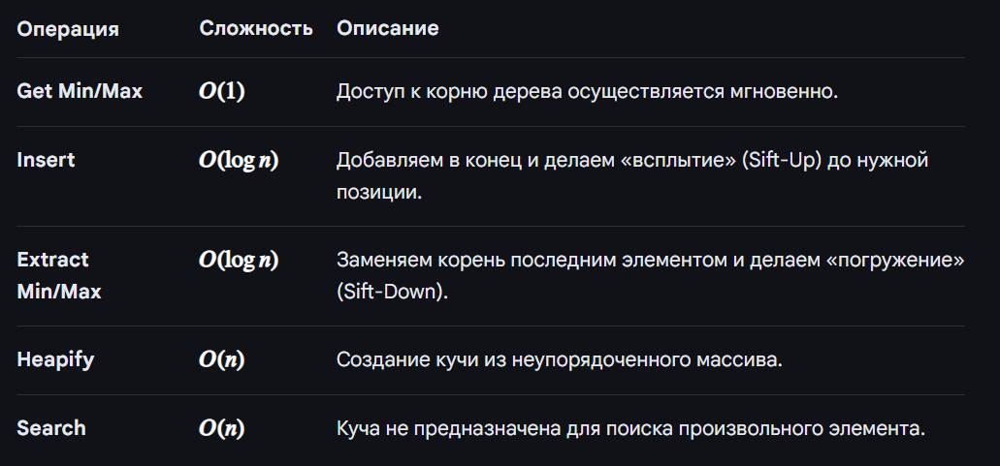 Операция Сложность Описание
Get Min/Max O(1) Доступ к корню дерева осуществляется мгновенно.
Insert O(log n) Добавляем в конец и делаем «всплытие» (Sift-Up) до нужной
позиции.
Extract O(log n) Заменяем корень последним элементом и делаем «погружение»
Min/Max (Sift-Down).
Heapify O(n) Создание кучи из неупорядоченного массива.
Search O(n) Куча не предназначена для поиска произвольного элемента.